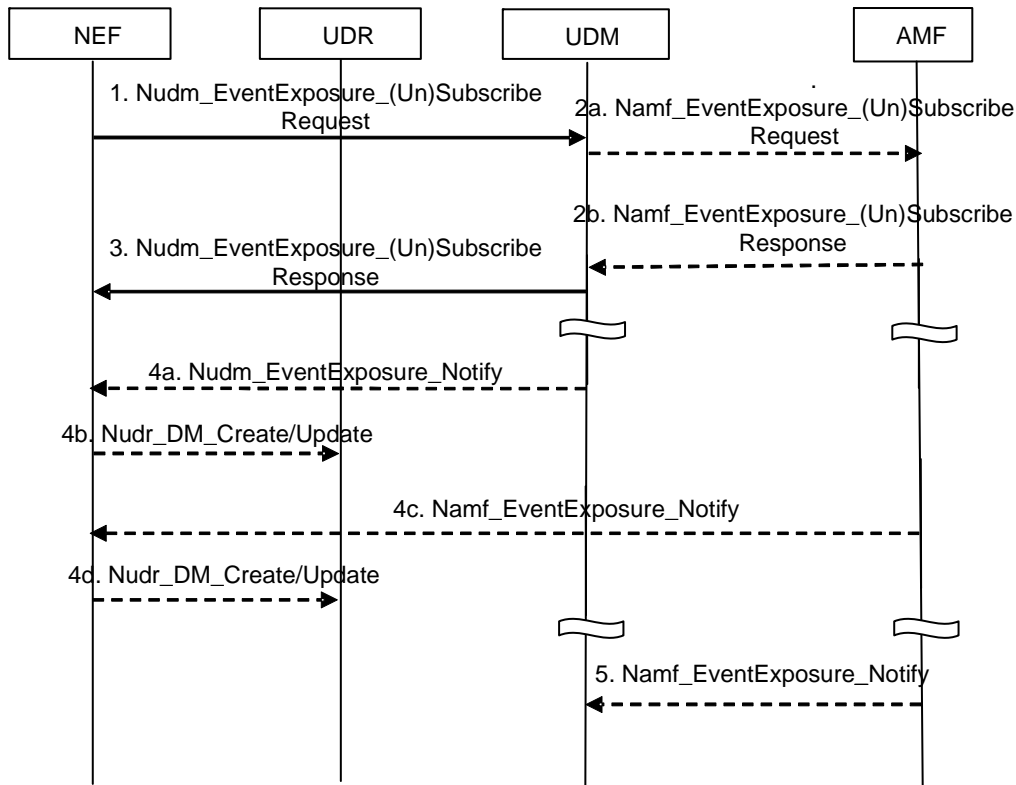 NEF
UDR
UDM
AMF
1. Nudm_EventExposure_(Un)Subscribe
Request
.
2a. Namf_EventExposure_(Un)Subscribe
Request
2b. Namf_EventExposure_(Un)Subscribe
Response
3. Nudm_EventExposure_(Un)Subscribe
Response
4a. Nudm_EventExposure_Notify
4b. Nudr_DM_Create/Update
4c. Namf_EventExposure_Notify
4d. Nudr_DM_Create/Update
5. Namf_EventExposure_Notify